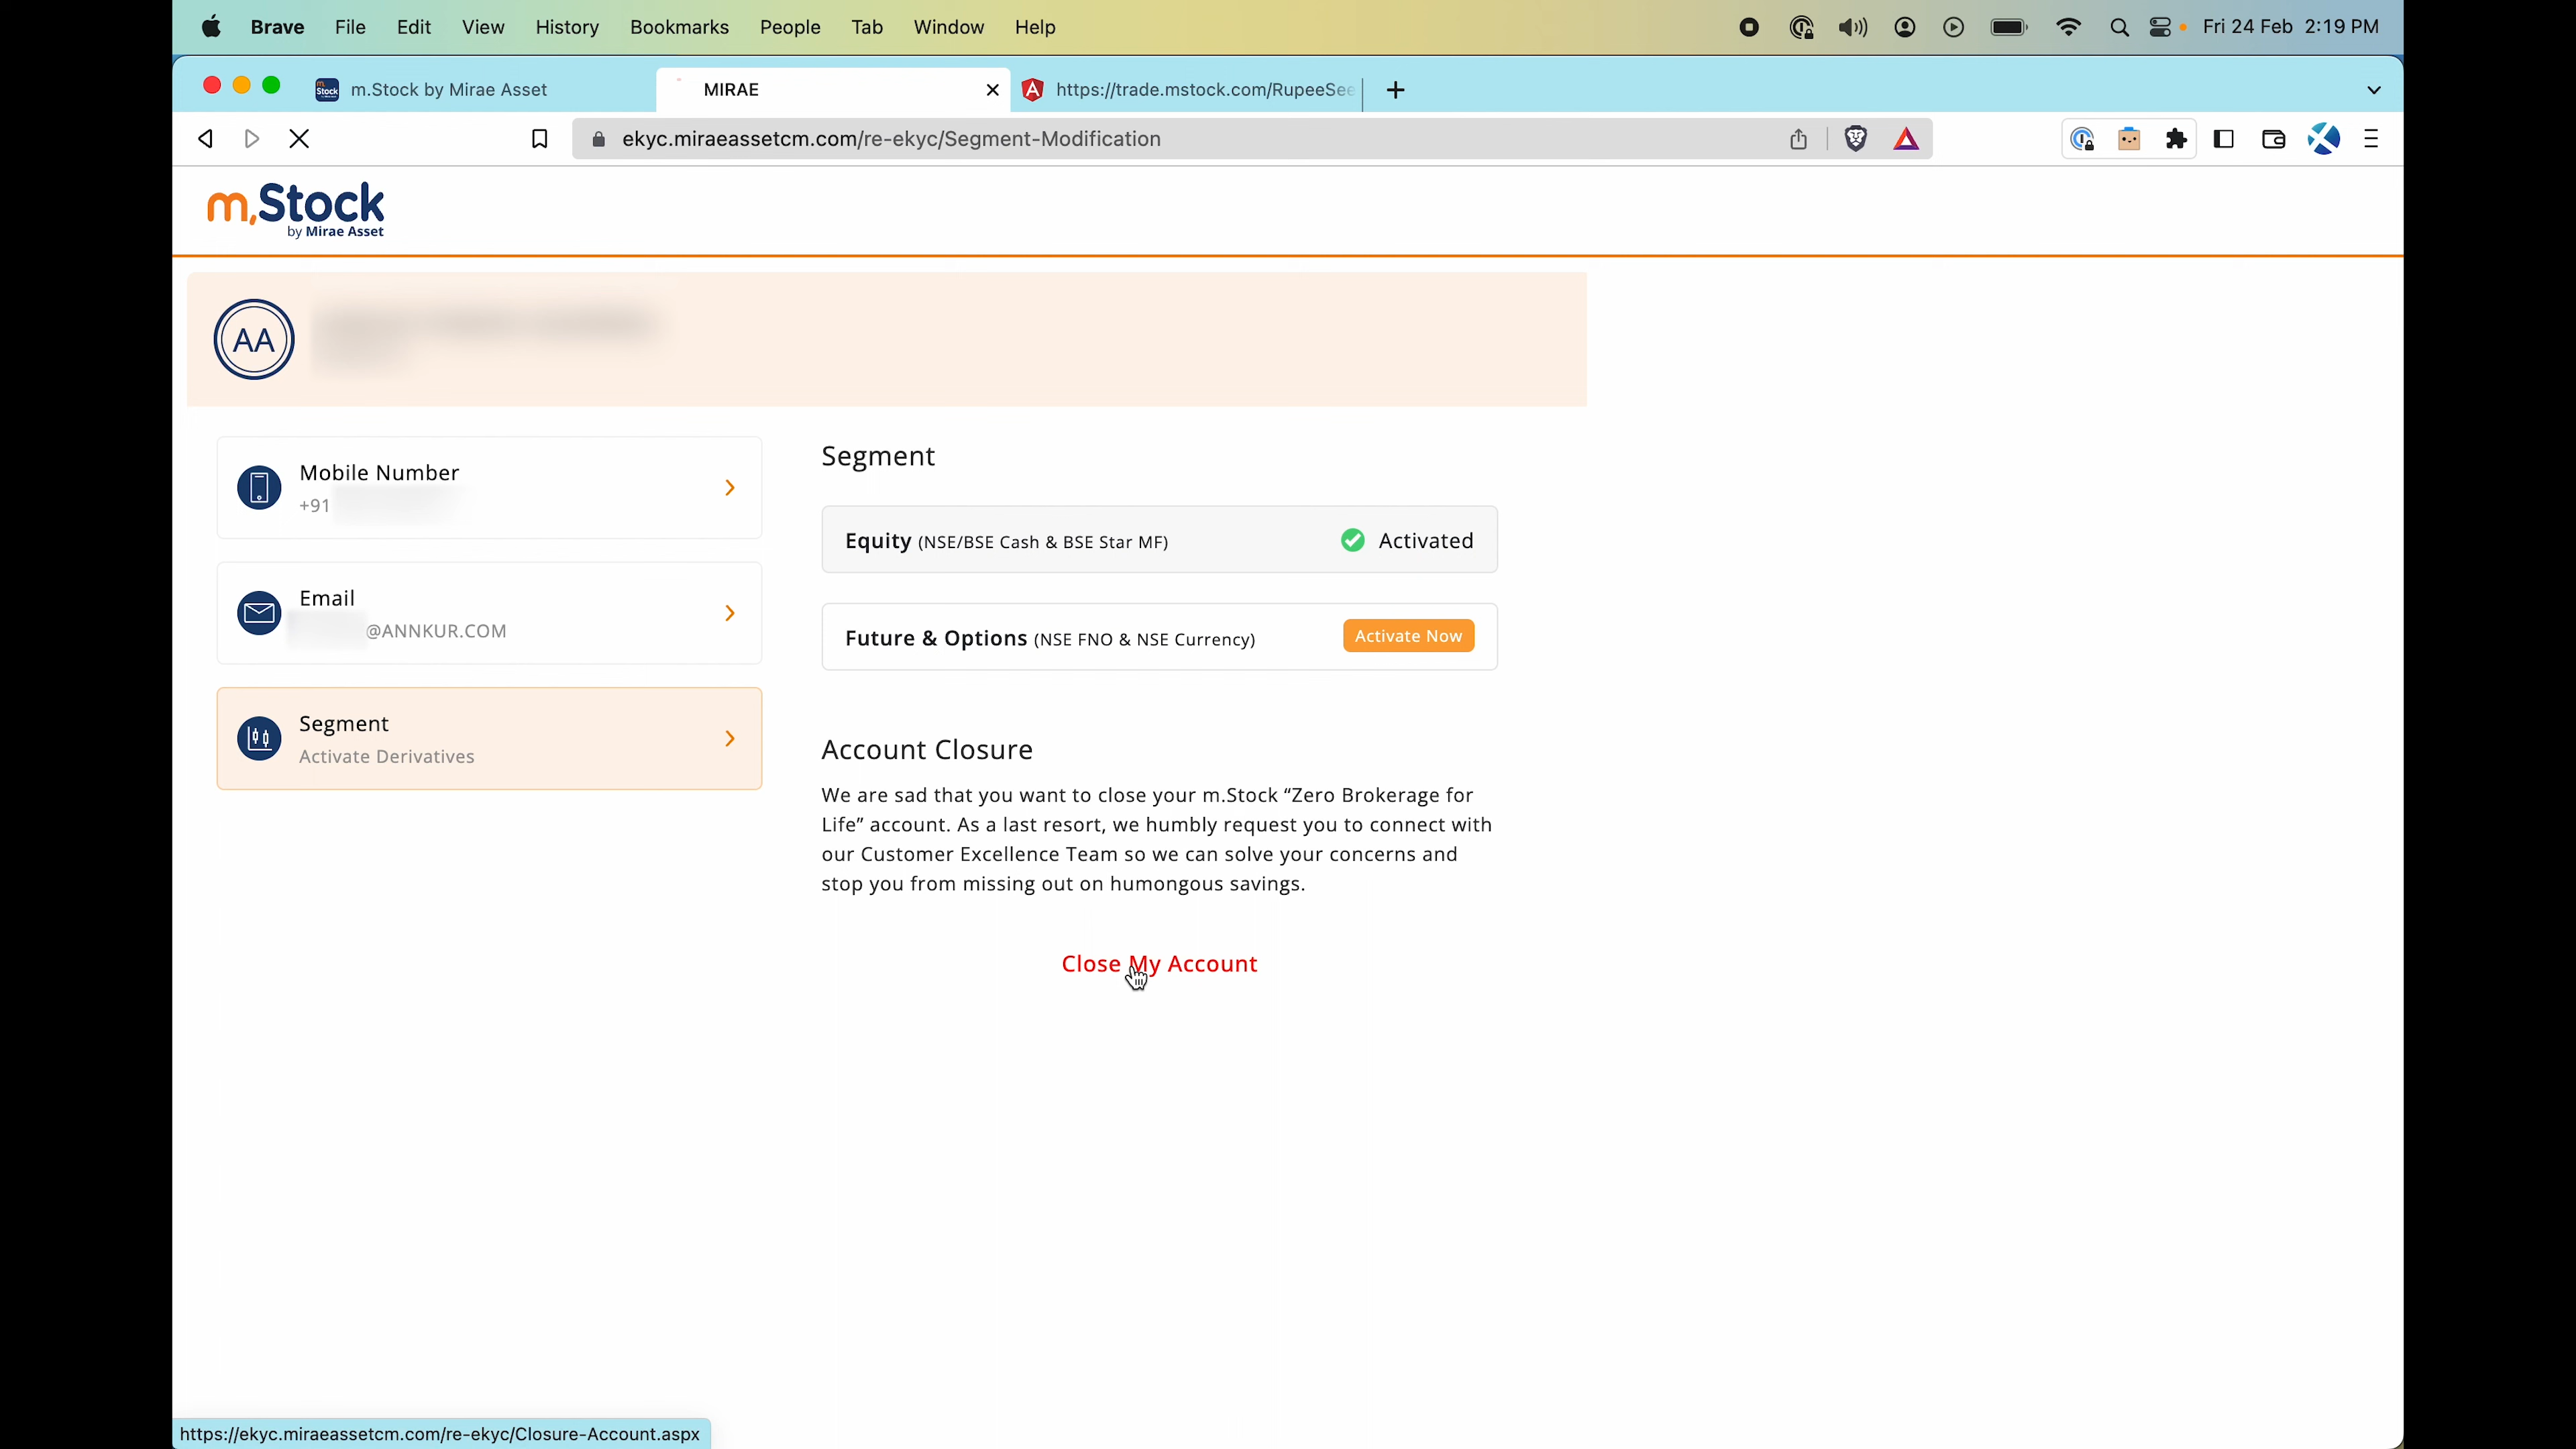 Brave File Edit View History Bookmarks People Tab Window Help Fri 24 Feb 2:19 PM
m.Stock by Mirae Asset MIRAE https://trade.mstock.com/RupeeSee
ekyc.miraeassetcm.com/re-ekyc/Segment-Modification
m.Stock
by Mirae Asset
AA
Mobile Number
+91
Email
@ANNKUR.COM
Segment
Activate Derivatives
Segment
Equity (NSE/BSE Cash & BSE Star MF) Activated
Future & Options (NSE FNO & NSE Currency) Activate Now
Account Closure
We are sad that you want to close your m.Stock “Zero Brokerage for
Life” account. As a last resort, we humbly request you to connect with
our Customer Excellence Team so we can solve your concerns and
stop you from missing out on humongous savings.
Close My Account
https://ekyc.miraeassetcm.com/re-ekyc/Closure-Account.aspx